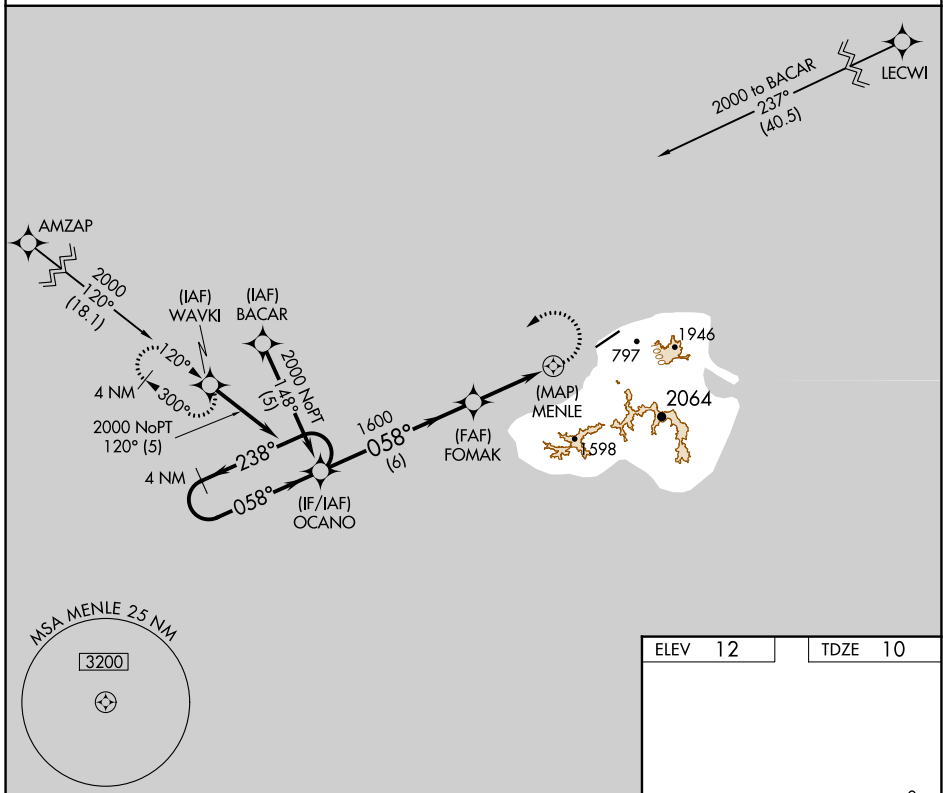 2000 to BACAR
237°
(40.5)
LECWI
AMZAP
2000
120°
(18.1)
(IAF)
WAVKI
(IAF)
BACAR
120°
4 NM
300°
2000 NoPT
148°
(5)
2000 NoPT
120° (5)
4 NM
238°
058°
(IF/IAF)
OCANO
1600
058°
(6)
(FAF)
FOMAK
(MAP)
MENLE
797
1946
2064
1598
MSA MENLE 25 NM
3200
ELEV 12
TDZE 10